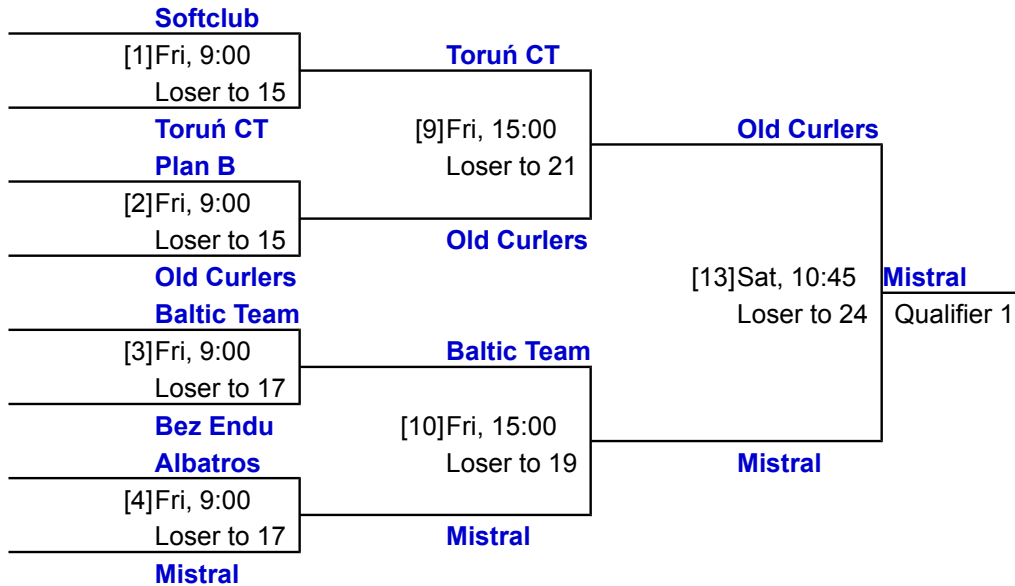 Softclub
[1]Fri, 9:00
Loser to 15
Toruń CT
Plan B
[2]Fri, 9:00
Loser to 15
Old Curlers
Baltic Team
[3]Fri, 9:00
Loser to 17
Bez Endu
Albatros
[4]Fri, 9:00
Loser to 17
Mistral
Toruń CT
[9]Fri, 15:00
Loser to 21
Old Curlers
Baltic Team
[10]Fri, 15:00
Loser to 19
Mistral
Old Curlers
[13]Sat, 10:45
Loser to 24
Mistral
Mistral
Qualifier 1